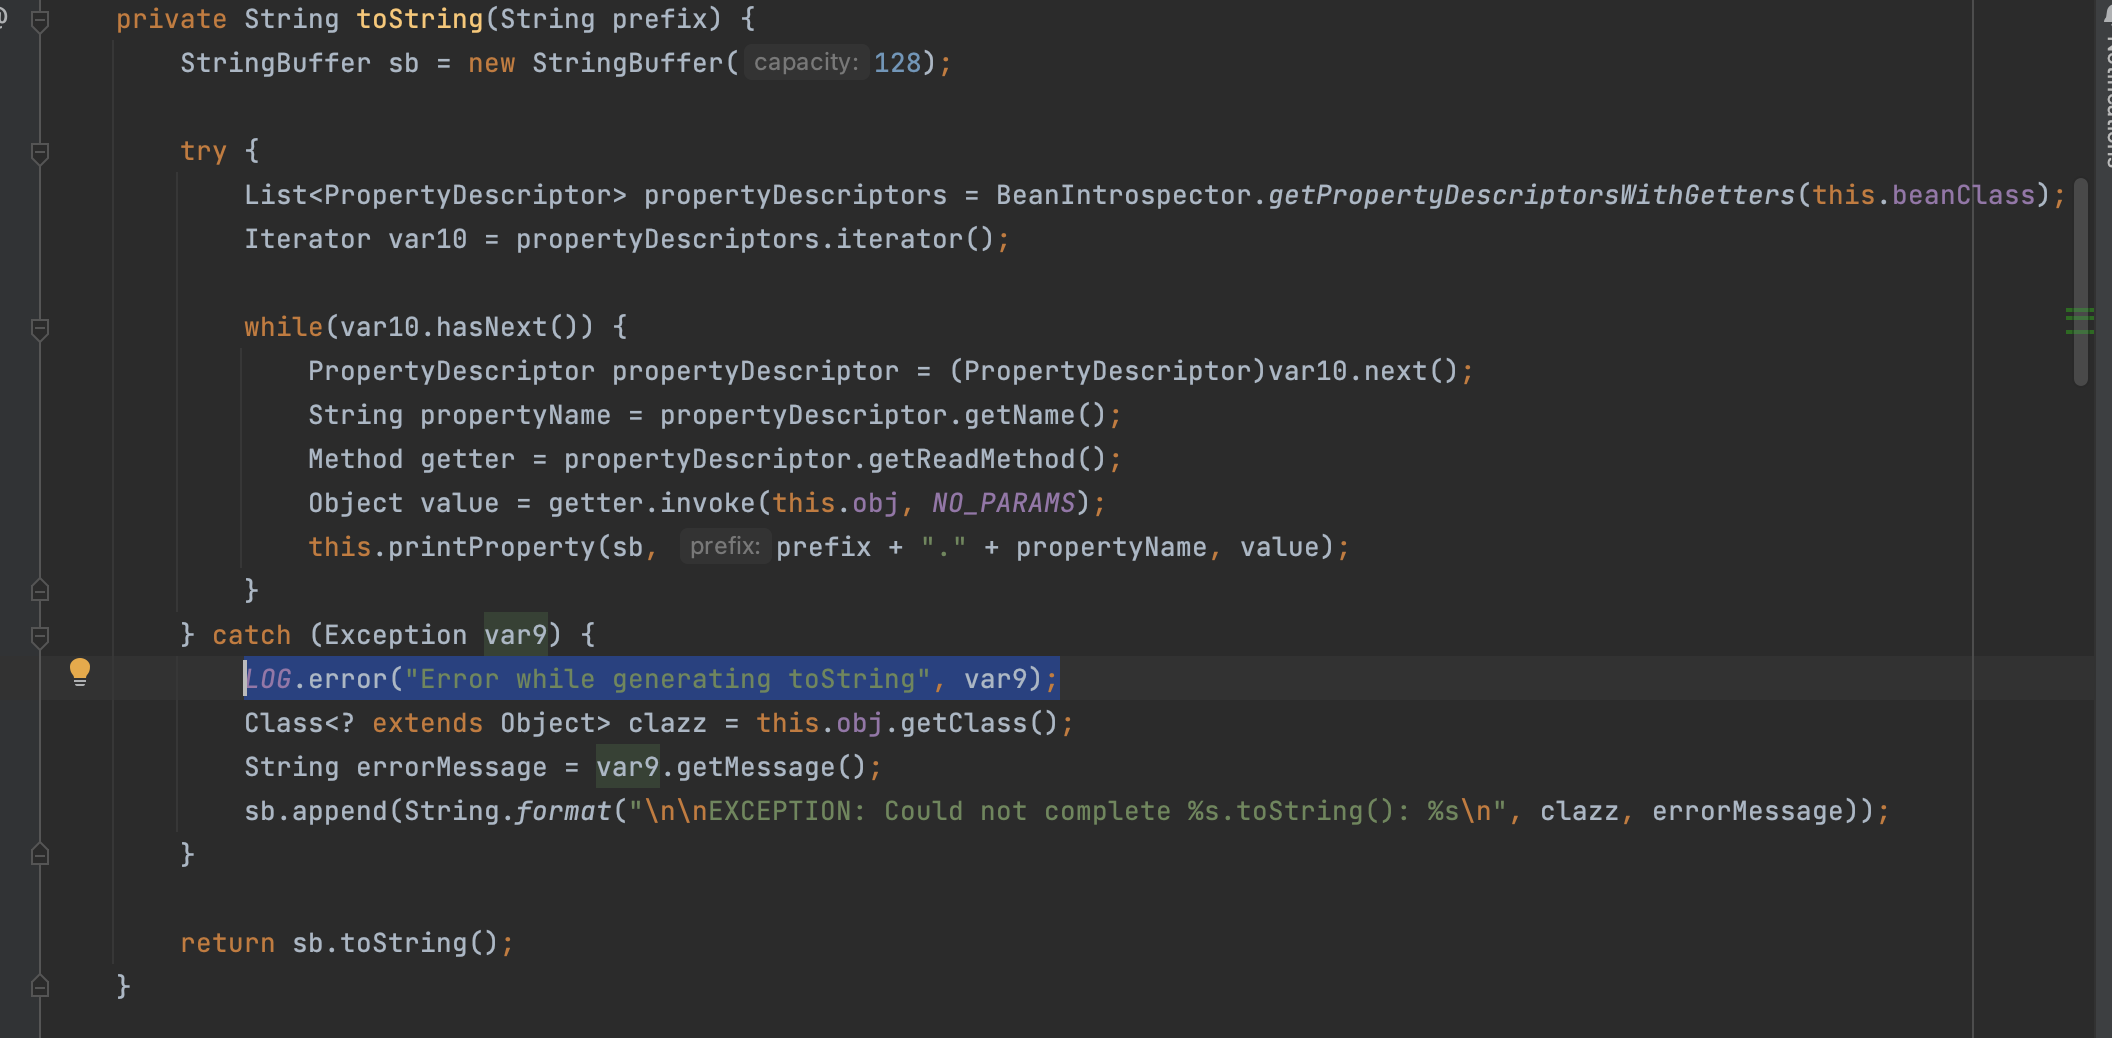 private String toString(String prefix) {
StringBuffer sb = new StringBuffer( capacity: 128);
try {
List<PropertyDescriptor> propertyDescriptors = BeanIntrospector.getPropertyDescriptorsWithGetters(this.beanClass);
Iterator var10 = propertyDescriptors.iterator();
while(var10.hasNext()) {
PropertyDescriptor propertyDescriptor = (PropertyDescriptor)var10.next();
String propertyName = propertyDescriptor.getName();
Method getter = propertyDescriptor.getReadMethod();
Object value = getter.invoke(this.obj, NO_PARAMS);
this.printProperty(sb, prefix: prefix + "." + propertyName, value);
}
} catch (Exception var9) {
LOG.error("Error while generating toString", var9);
Class<? extends Object> clazz = this.obj.getClass();
String errorMessage = var9.getMessage();
sb.append(String.format("\n\nEXCEPTION: Could not complete %s.toString(): %s\n", clazz, errorMessage));
}
return sb.toString();
}
Notifications